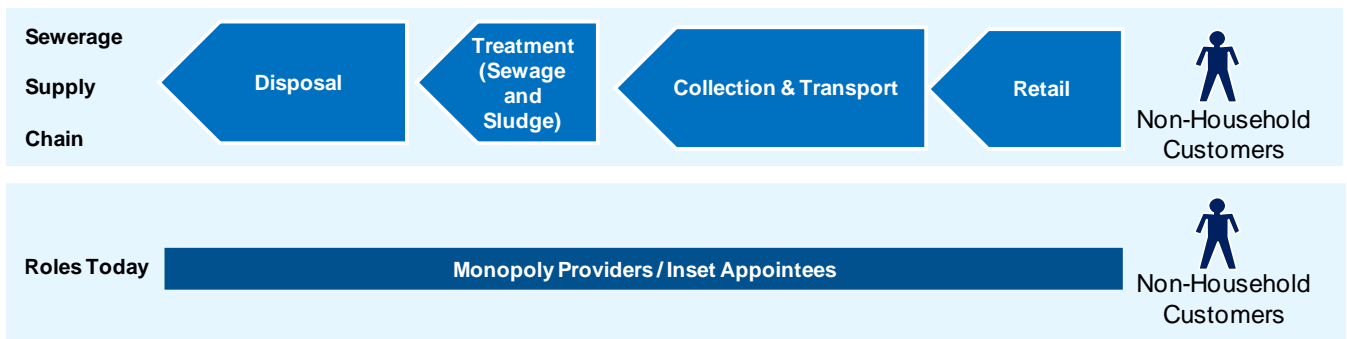 Sewerage
Supply
Chain
Disposal
Treatment
(Sewage
and
Sludge)
Collection & Transport
Retail
Non-Household
Customers
Roles Today
Monopoly Providers / Inset Appointees
Non-Household
Customers